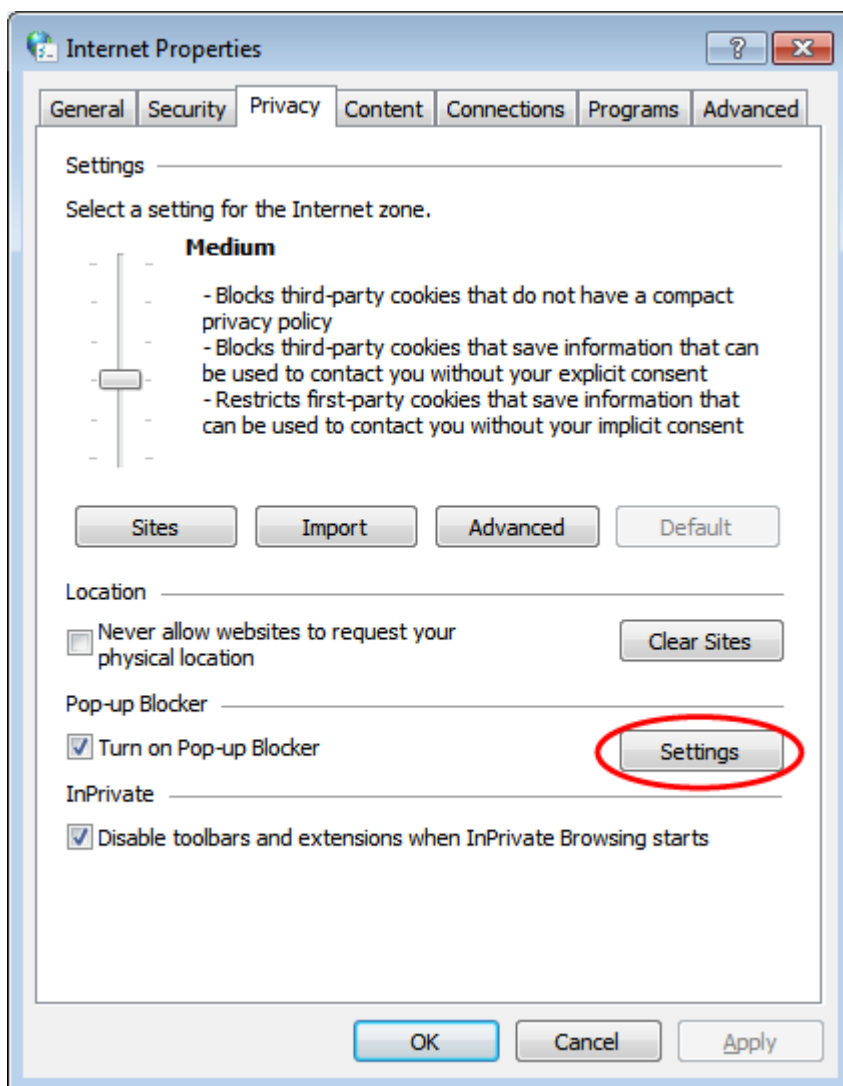 Internet Properties
General Security Privacy Content Connections Programs Advanced
Settings
Select a setting for the Internet zone.
Medium
- Blocks third-party cookies that do not have a compact
privacy policy
- Blocks third-party cookies that save information that can
be used to contact you without your explicit consent
- Restricts first-party cookies that save information that
can be used to contact you without your implicit consent
Sites Import Advanced Default
Location
Never allow websites to request your
physical location
Clear Sites
Pop-up Blocker
Turn on Pop-up Blocker
Settings
InPrivate
Disable toolbars and extensions when InPrivate Browsing starts
OK Cancel Apply